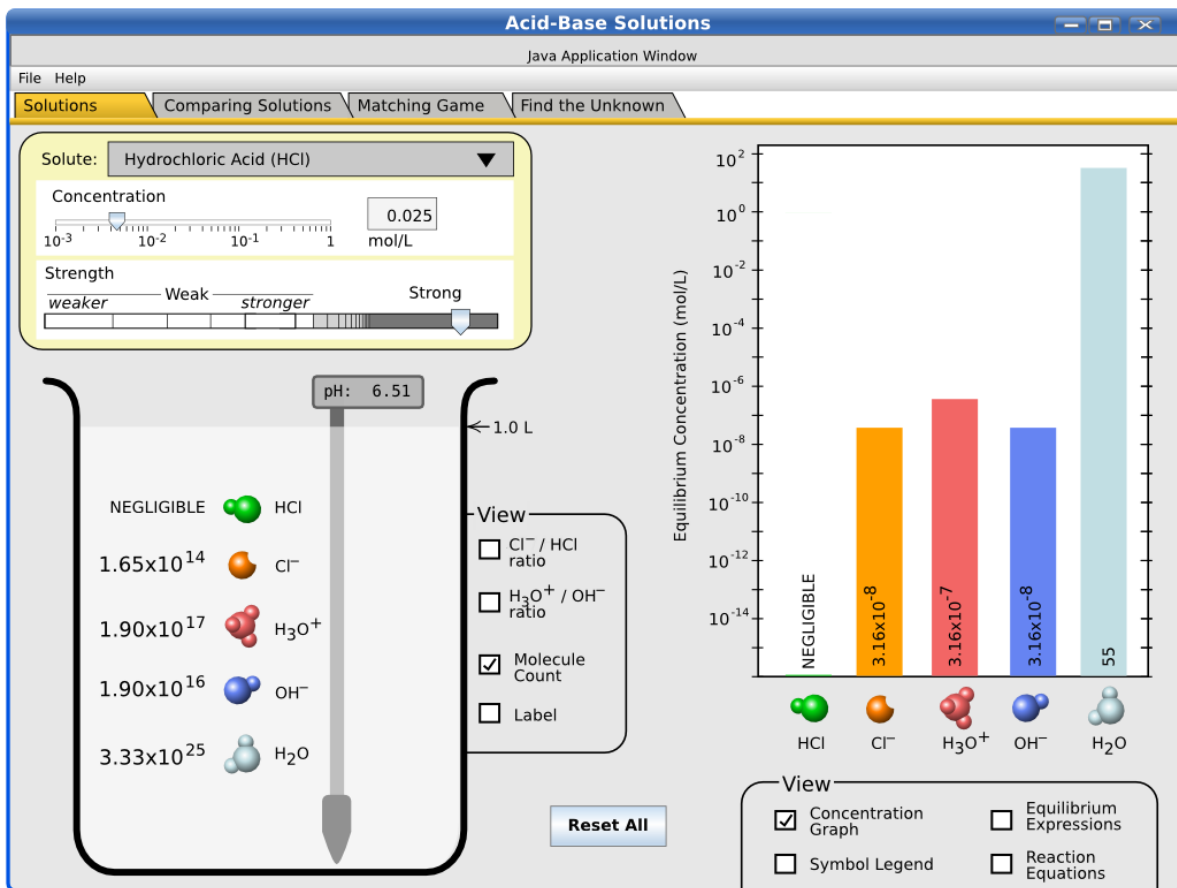 Acid-Base Solutions
Java Application Window
File Help
Solutions
Comparing Solutions
Matching Game
Find the Unknown
Solute: Hydrochloric Acid (HCl)
Concentration
0.025
10⁻³ 10⁻² 10⁻¹ 1 mol/L
Strength
Weak
weaker stronger
Strong
pH: 6.51
1.0 L
NEGLIGIBLE HCl
1.65x10¹⁴ Cl⁻
1.90x10¹⁷ H₃O⁺
1.90x10¹⁶ OH⁻
3.33x10²⁵ H₂O
View
Cl⁻ / HCl
ratio
H₃O⁺ / OH⁻
ratio
Molecule
Count
Label
Reset All
Equilibrium Concentration (mol/L)
10²
10⁰
10⁻²
10⁻⁴
10⁻⁶
10⁻⁸
10⁻¹⁰
10⁻¹²
10⁻¹⁴
NEGLIGIBLE
3.16x10⁻⁸
3.16x10⁻⁷
3.16x10⁻⁸
55
HCl Cl⁻ H₃O⁺ OH⁻ H₂O
View
Concentration
Graph
Equilibrium
Expressions
Symbol Legend
Reaction
Equations